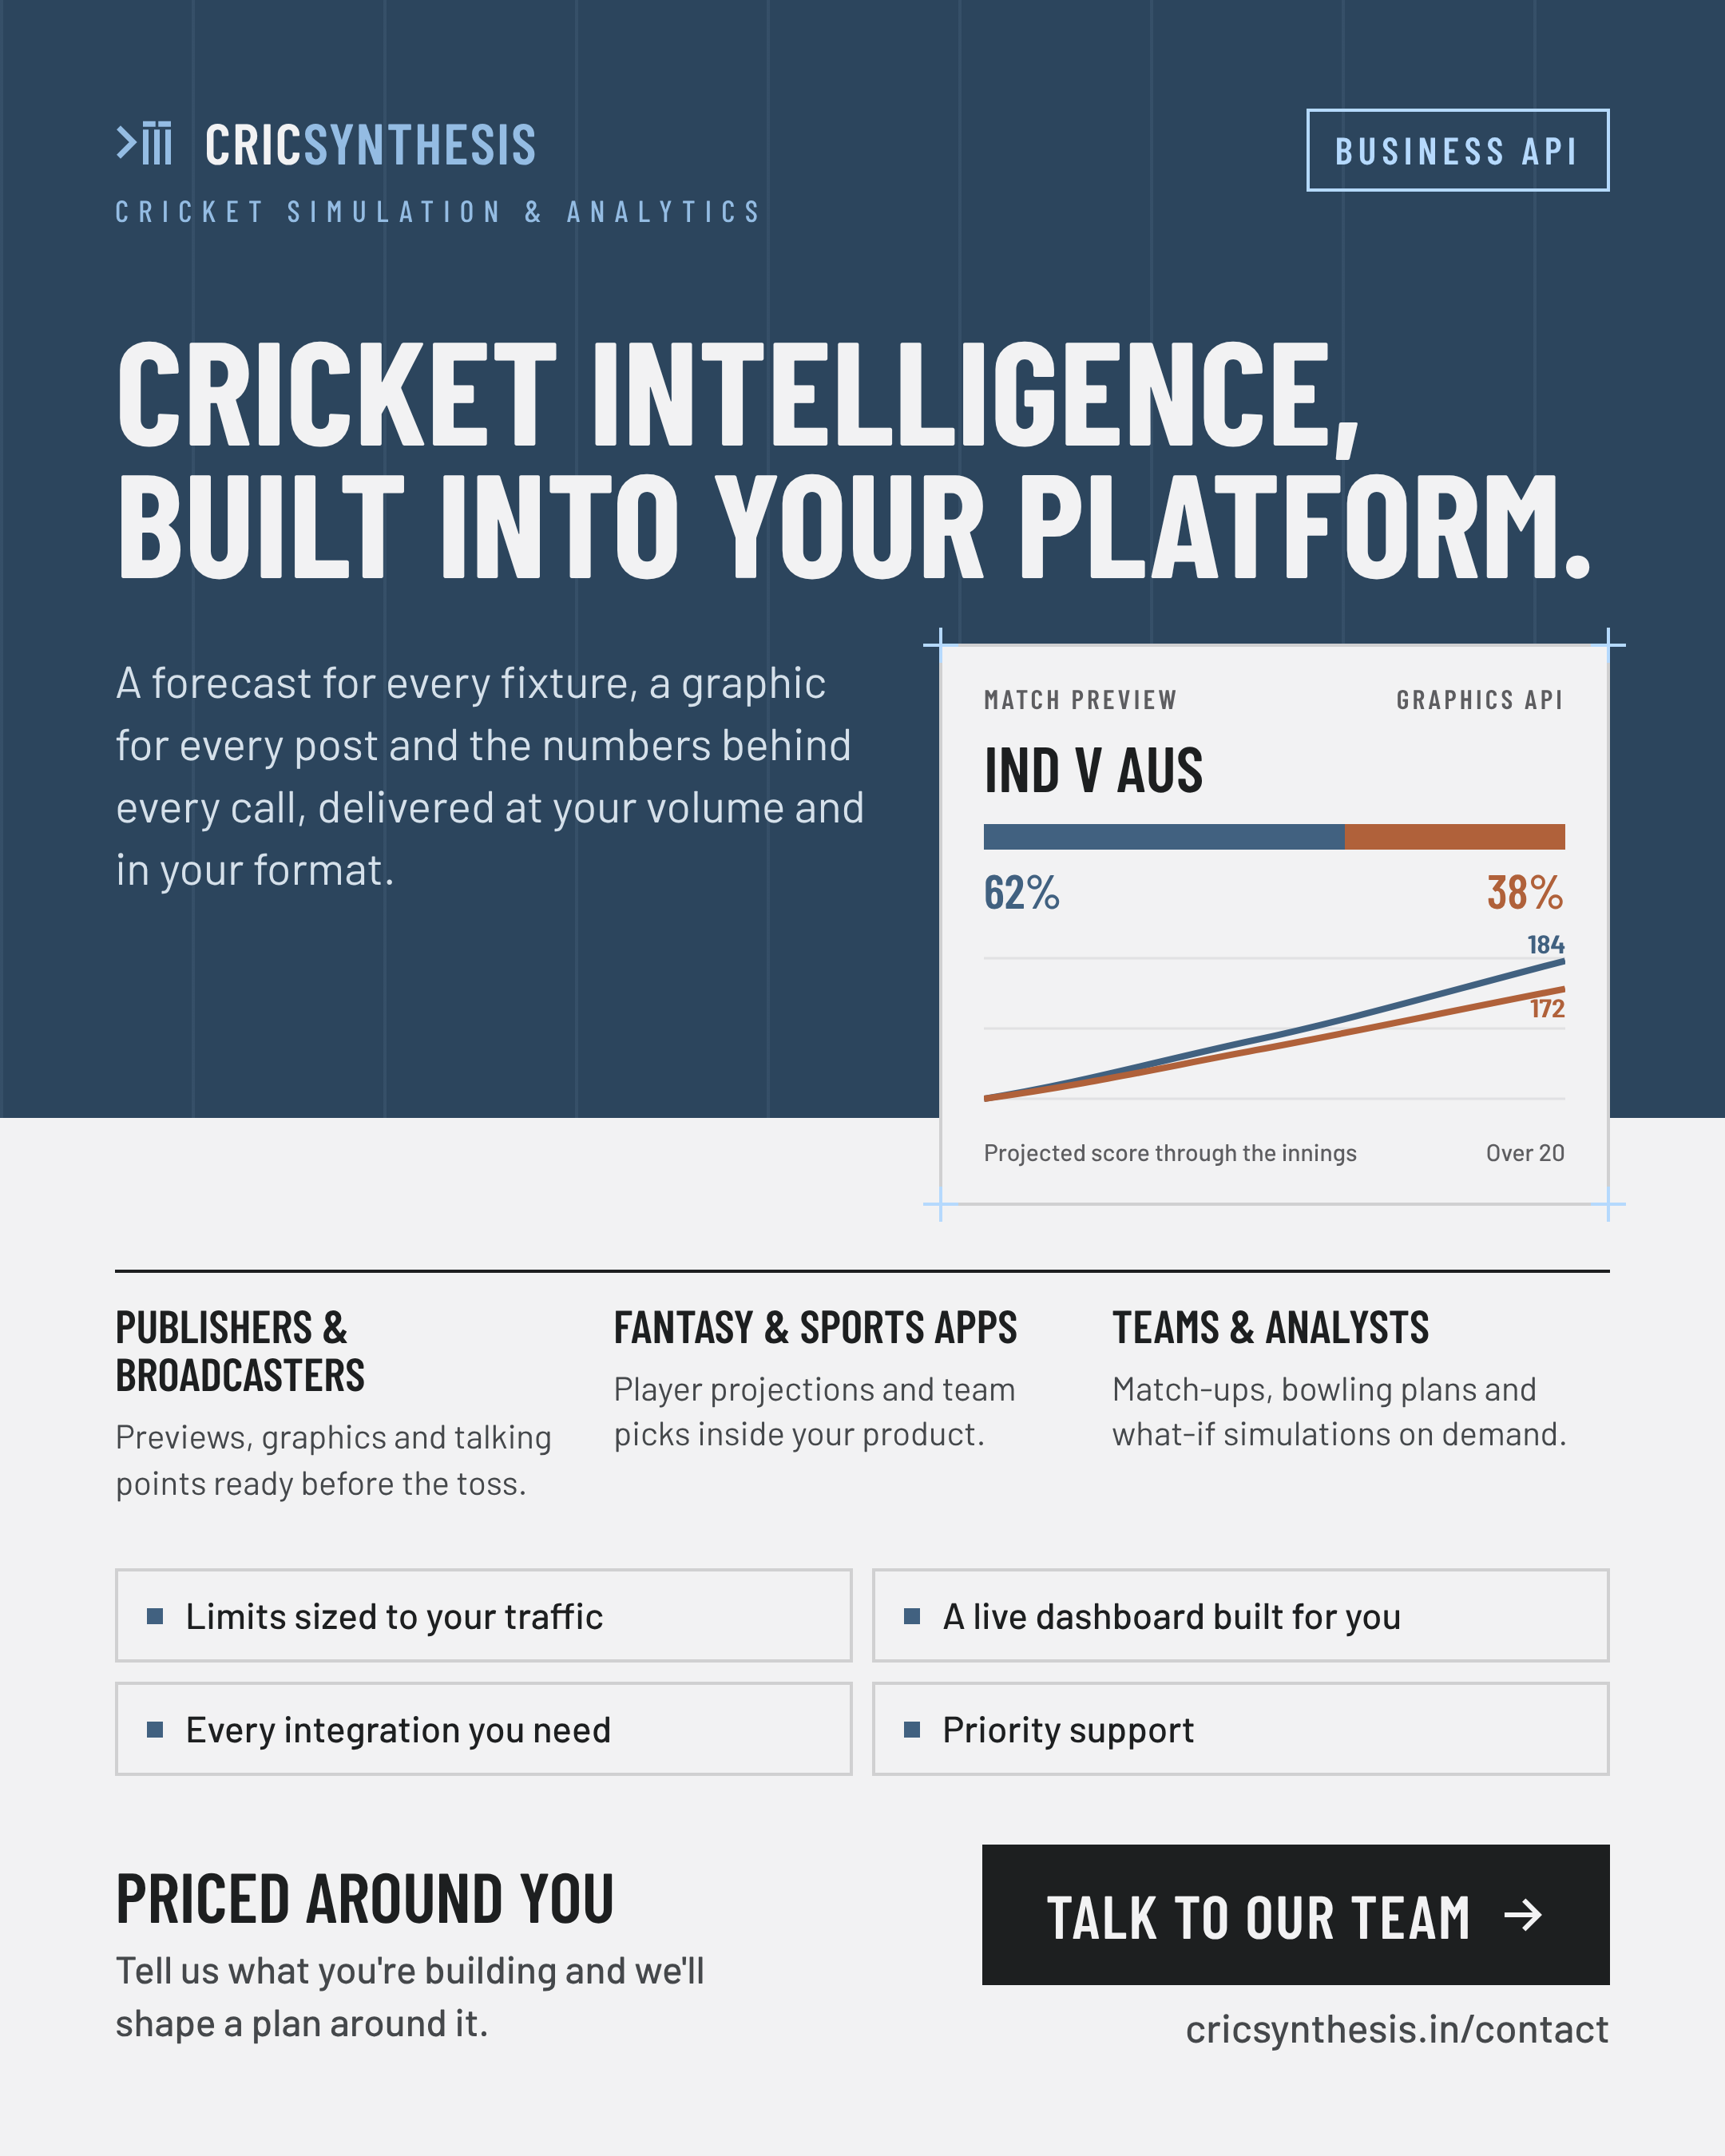 CRICSYNTHESIS
CRICKET SIMULATION & ANALYTICS
BUSINESS API
CRICKET INTELLIGENCE,
BUILT INTO YOUR PLATFORM.
A forecast for every fixture, a graphic
for every post and the numbers behind
every call, delivered at your volume and
in your format.
MATCH PREVIEW
GRAPHICS API
IND V AUS
62%
38%
184
172
Projected score through the innings
Over 20
PUBLISHERS &
BROADCASTERS
Previews, graphics and talking
points ready before the toss.
FANTASY & SPORTS APPS
Player projections and team
picks inside your product.
TEAMS & ANALYSTS
Match-ups, bowling plans and
what-if simulations on demand.
Limits sized to your traffic
A live dashboard built for you
Every integration you need
Priority support
PRICED AROUND YOU
Tell us what you're building and we'll
shape a plan around it.
TALK TO OUR TEAM →
cricsynthesis.in/contact